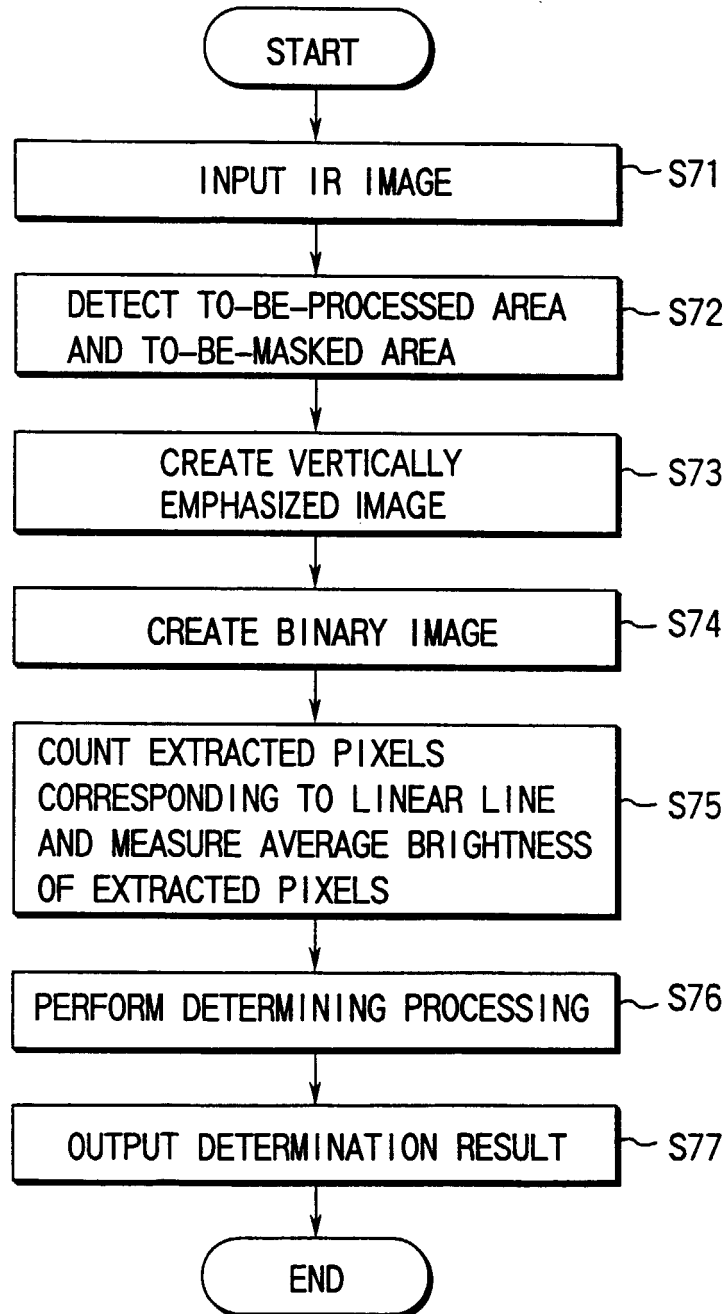 START
INPUT IR IMAGE
S71
DETECT TO-BE-PROCESSED AREA
AND TO-BE-MASKED AREA
S72
CREATE VERTICALLY
EMPHASIZED IMAGE
S73
CREATE BINARY IMAGE
S74
COUNT EXTRACTED PIXELS
CORRESPONDING TO LINEAR LINE
AND MEASURE AVERAGE BRIGHTNESS
OF EXTRACTED PIXELS
S75
PERFORM DETERMINING PROCESSING
S76
OUTPUT DETERMINATION RESULT
S77
END